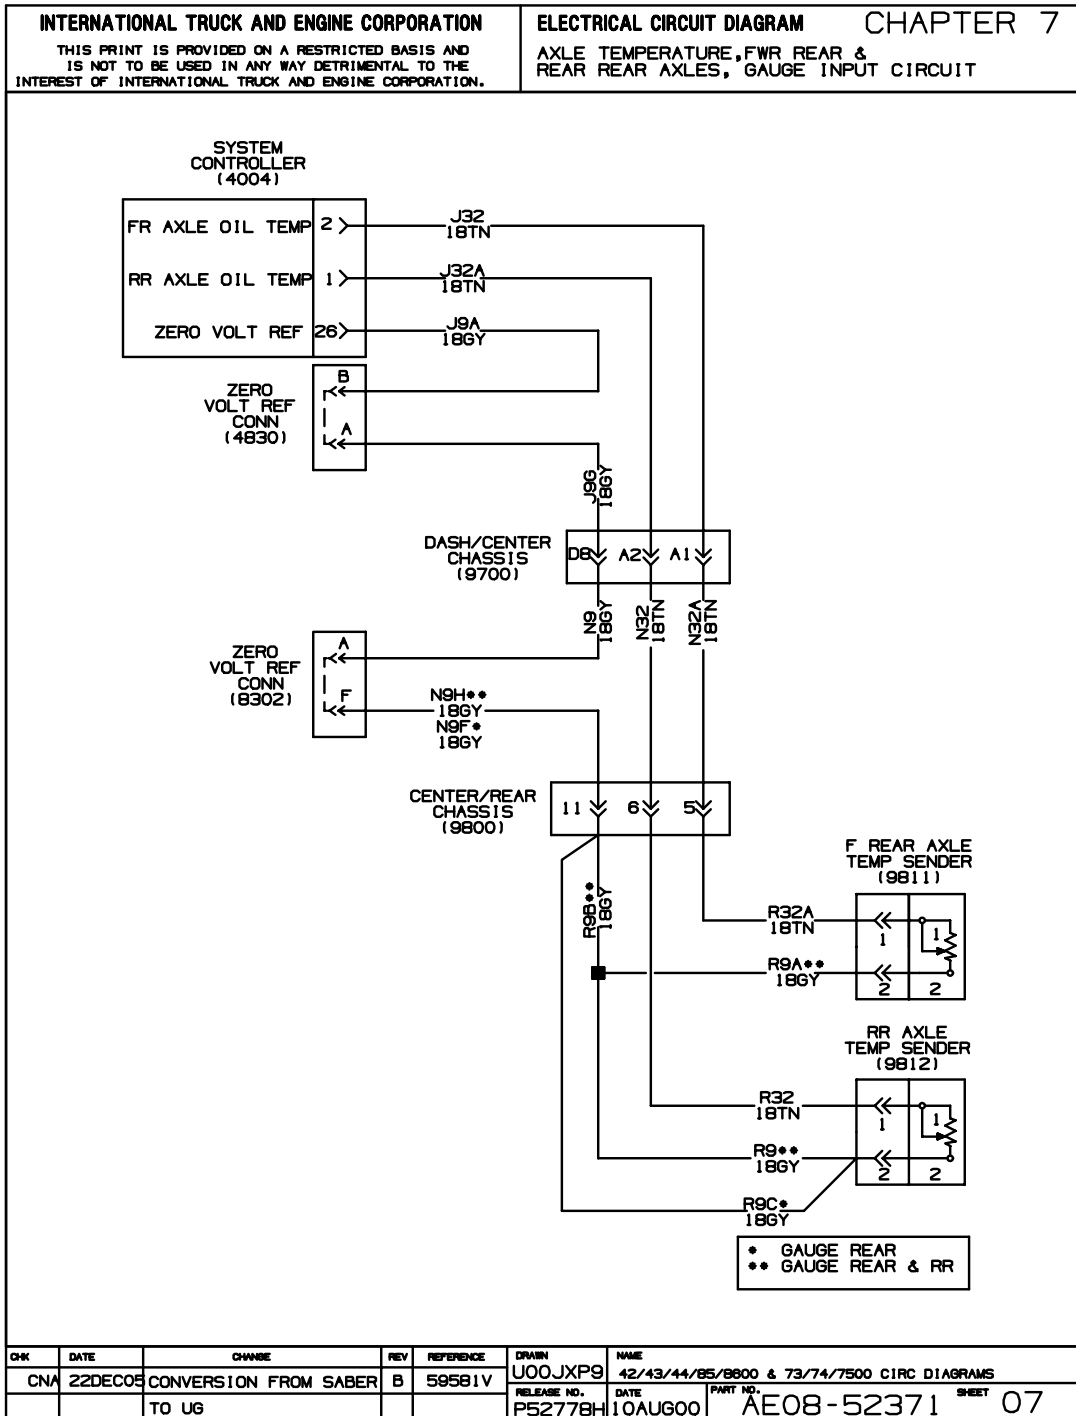 INTERNATIONAL TRUCK AND ENGINE CORPORATION
THIS PRINT IS PROVIDED ON A RESTRICTED BASIS AND
IS NOT TO BE USED IN ANY WAY DETRIMENTAL TO THE
INTEREST OF INTERNATIONAL TRUCK AND ENGINE CORPORATION.
ELECTRICAL CIRCUIT DIAGRAM CHAPTER 7
AXLE TEMPERATURE,FWR REAR &
REAR REAR AXLES, GAUGE INPUT CIRCUIT
SYSTEM
CONTROLLER
(4004)
FR AXLE OIL TEMP 2
J32
18TN
RR AXLE OIL TEMP 1
J32A
18TN
ZERO VOLT REF 26
J9A
18GY
ZERO
VOLT REF
CONN
(4830)
B
A
J9G
18GY
DASH/CENTER
CHASSIS
(9700)
D8 A2 A1
N9
18GY
N32
18TN
N32A
18TN
ZERO
VOLT REF
CONN
(8302)
A
F
N9H**
18GY
N9F*
18GY
CENTER/REAR
CHASSIS
(9800)
11 6 5
F REAR AXLE
TEMP SENDER
(9811)
R9B**
18GY
R32A
18TN
1 1
R9A**
18GY
2 2
RR AXLE
TEMP SENDER
(9812)
R32
18TN
1 1
R9**
18GY
2 2
R9C*
18GY
* GAUGE REAR
** GAUGE REAR & RR
CHK DATE CHANGE REV REFERENCE DRAWN NAME
CNA 22DEC05 CONVERSION FROM SABER B 59581V U00JXP9 42/43/44/85/8600 & 73/74/7500 CIRC DIAGRAMS
TO UG
RELEASE NO. DATE PART NO. SHEET
P52778H 10AUG00 AE08-52371 07